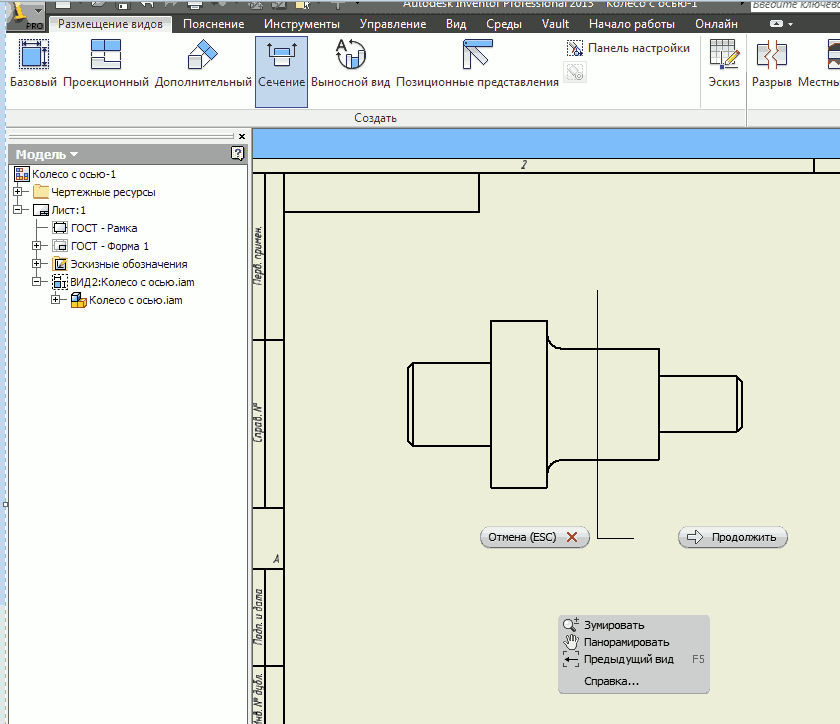 Autodesk Inventor Professional 2013 Колесо с осью-1
Введите ключево
PRO
Размещение видов Пояснение Инструменты Управление Вид Среды Vault Начало работы Онлайн
Панель настройки
Базовый Проекционный Дополнительный Сечение Выносной вид Позиционные представления Эскиз Разрыв Местнь
Создать
Модель
Колесо с осью-1
Чертежные ресурсы
Лист:1
ГОСТ - Рамка
ГОСТ - Форма 1
Эскизные обозначения
ВИД2:Колесо с осью.iam
Колесо с осью.iam
2
Перв. примен.
Справ. №
А
Подп. и дата
Инв. № дубл.
Отмена (ESC)
Продолжить
Зумировать
Панорамировать
Предыдущий вид F5
Справка...